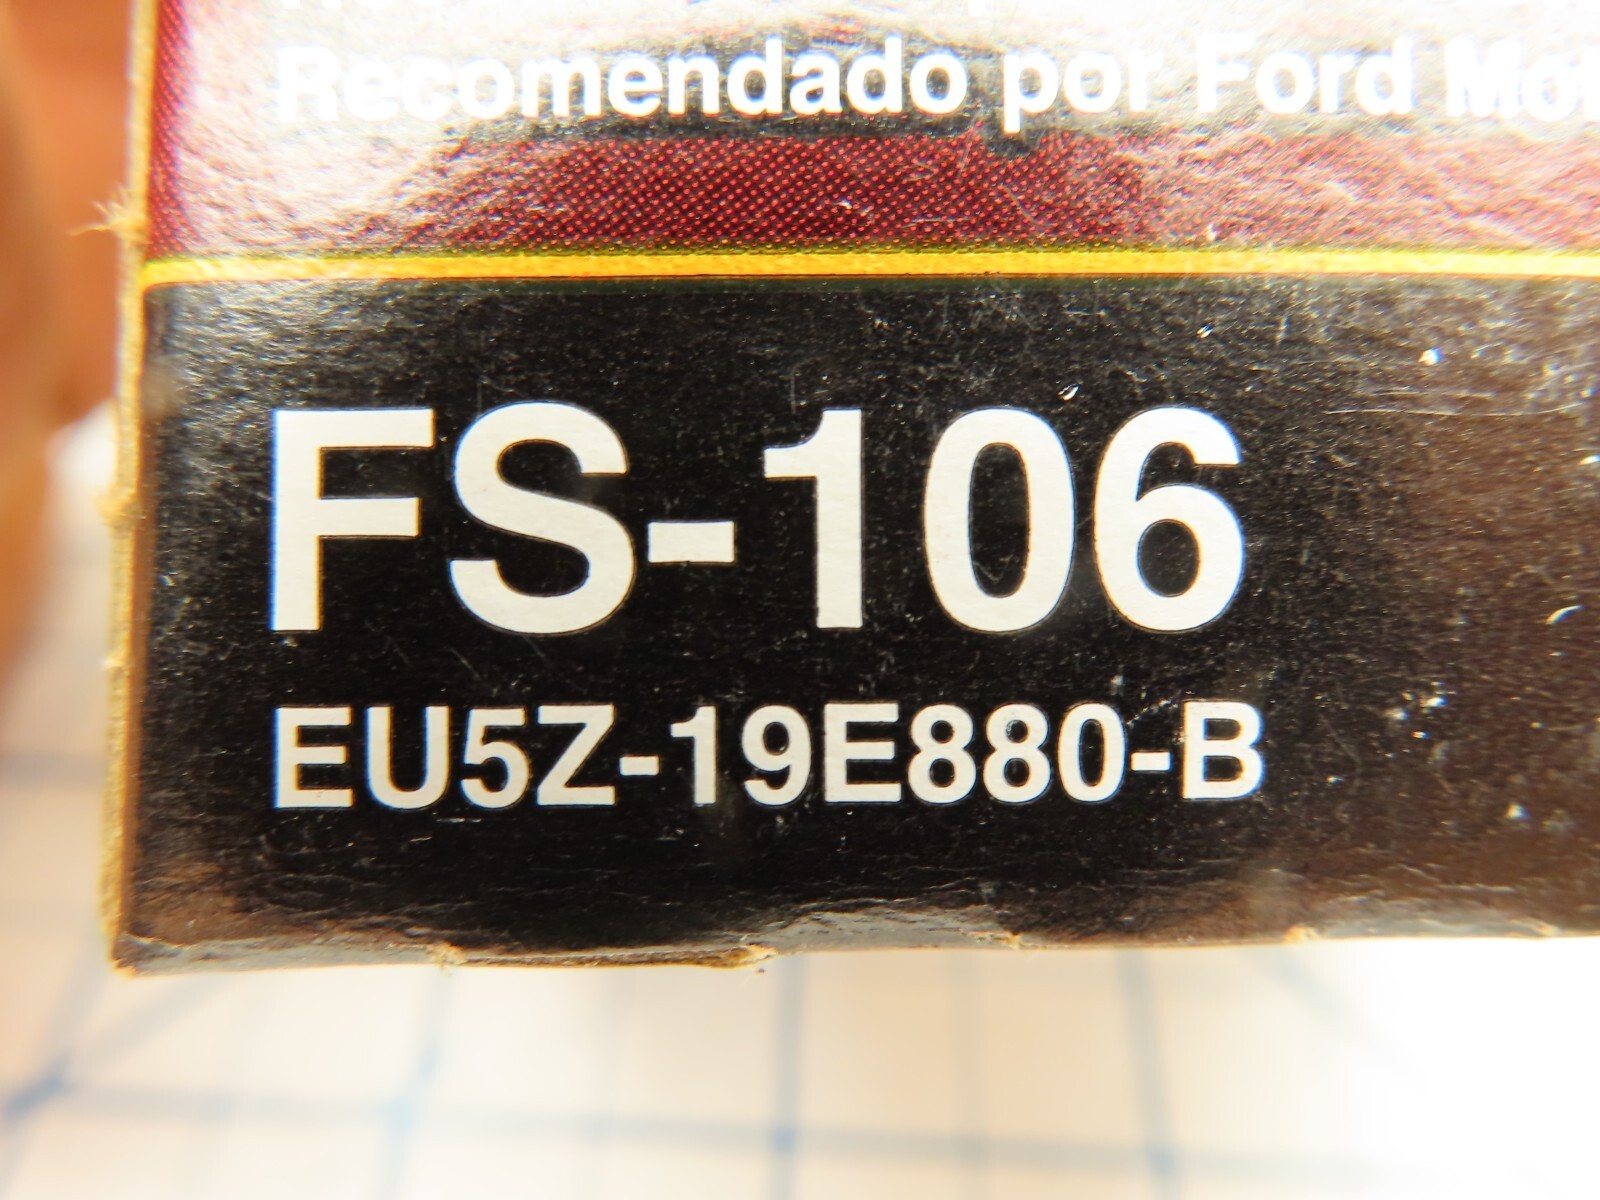 Recomendado por Ford
FS-106
EU5Z-19E880-B